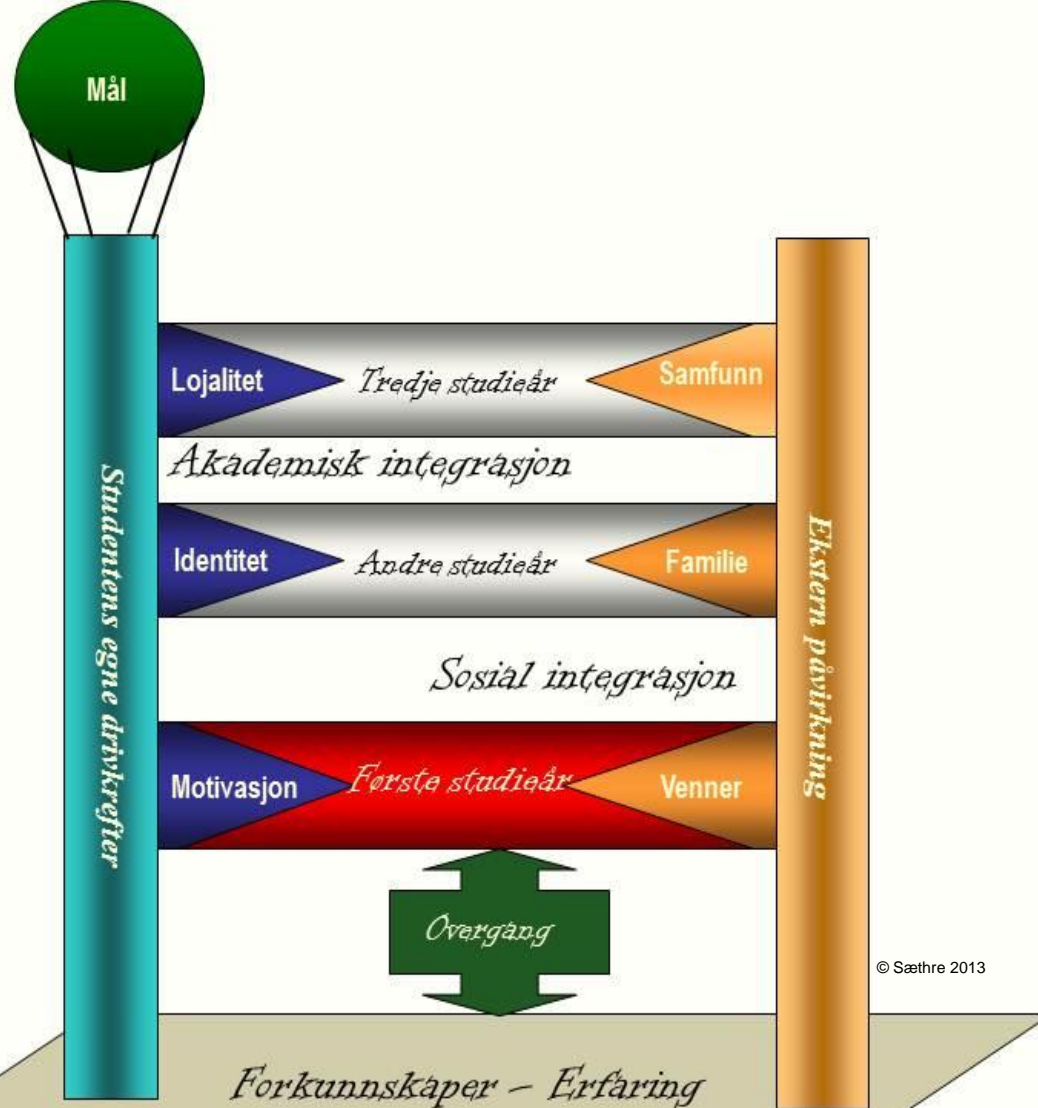 Mål
Lojalitet
Tredje studieår
Samfunn
Akademisk integrasjon
Identitet
Andre studieår
Familie
Studentens egne drivkrefter
Ekstern påvirkning
Sosial integrasjon
Motivasjon
Første studieår
Venner
Overgang
© Sæthre 2013
Forkunnskaper – Erfaring